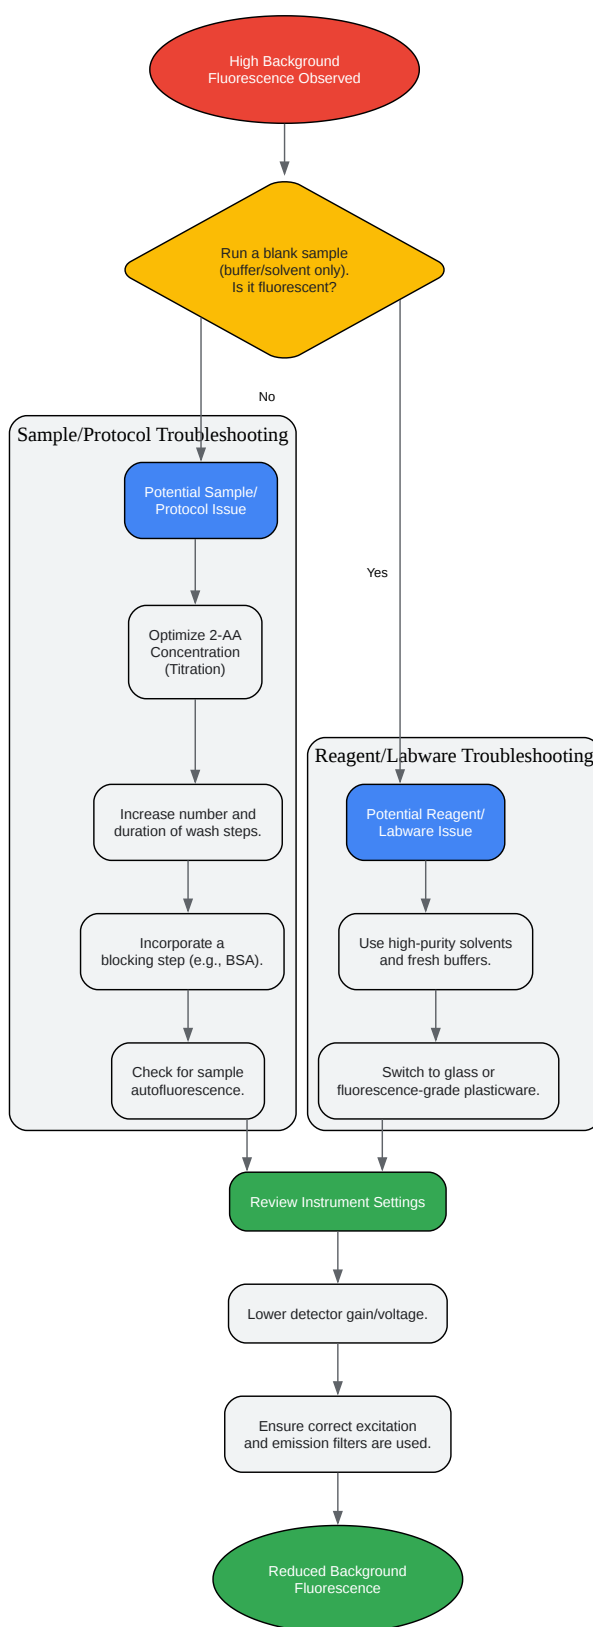 High Background
Fluorescence Observed
Run a blank sample
(buffer/solvent only).
Is it fluorescent?
No
Sample/Protocol Troubleshooting
Potential Sample/
Protocol Issue
Optimize 2-AA
Concentration
(Titration)
Increase number and
duration of wash steps.
Incorporate a
blocking step (e.g., BSA).
Check for sample
autofluorescence.
Yes
Reagent/Labware Troubleshooting
Potential Reagent/
Labware Issue
Use high-purity solvents
and fresh buffers.
Switch to glass or
fluorescence-grade plasticware.
Review Instrument Settings
Lower detector gain/voltage.
Ensure correct excitation
and emission filters are used.
Reduced Background
Fluorescence